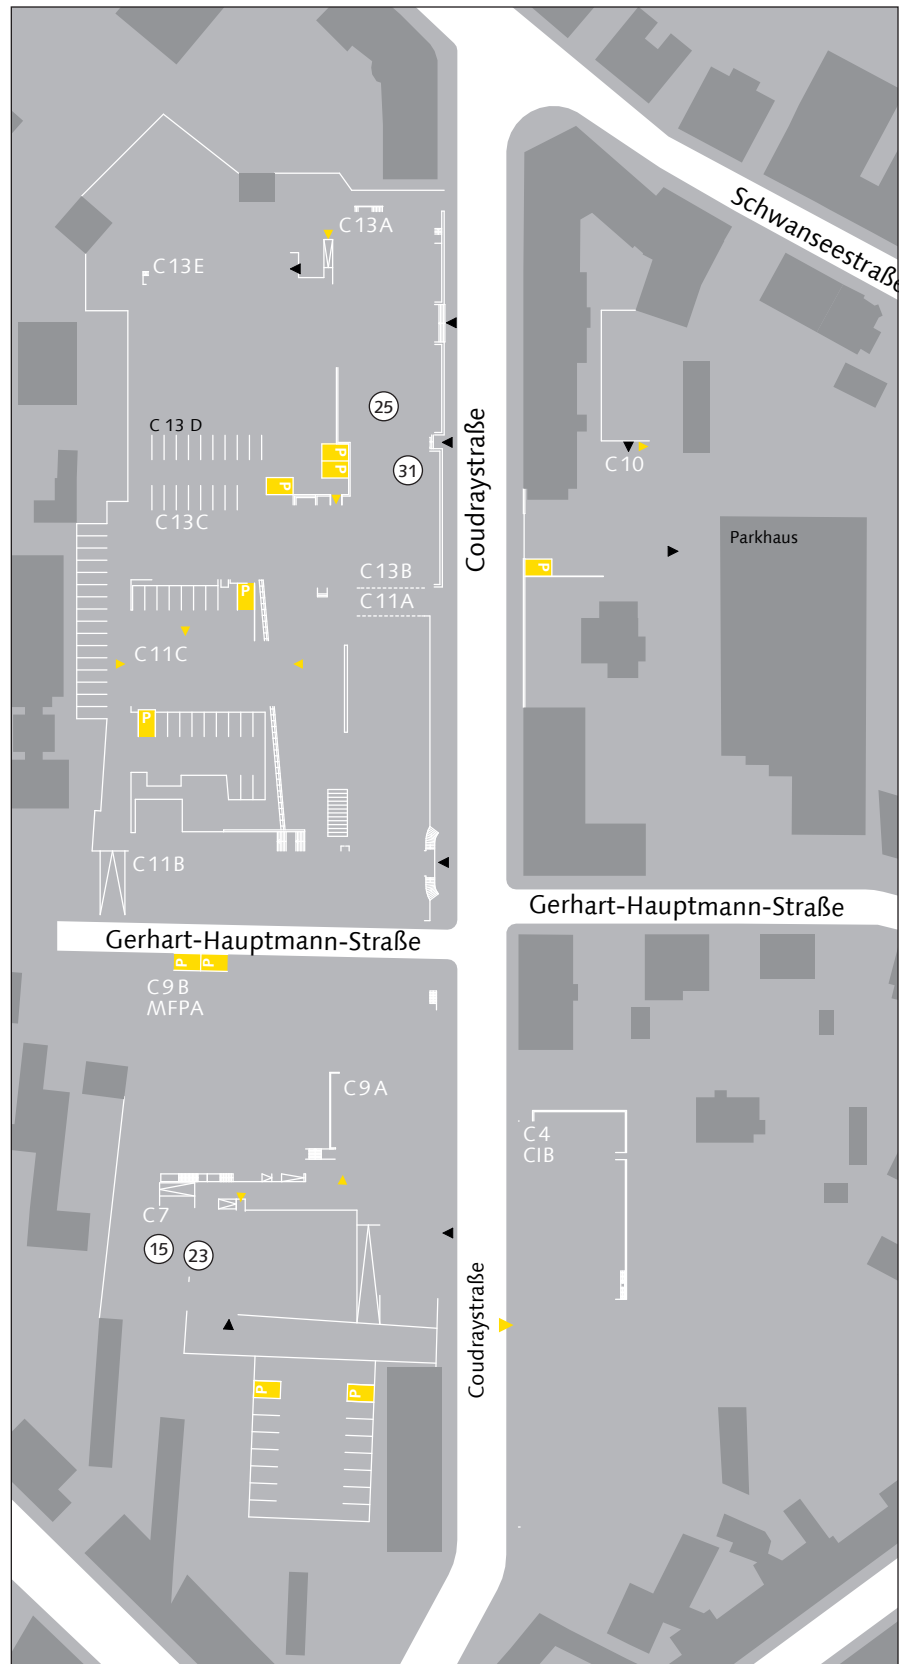 Schwanseestraße
C13A
C13E
25
C 13 D
P
P
31
Coudraystraße
C10
P
C13C
Parkhaus
P
C13B
C11A
P
C11C
P
C11B
Gerhart-Hauptmann-Straße
Gerhart-Hauptmann-Straße
P P
C9B
MFPA
C9A
C4
CIB
C7
15
23
Coudraystraße
P
P